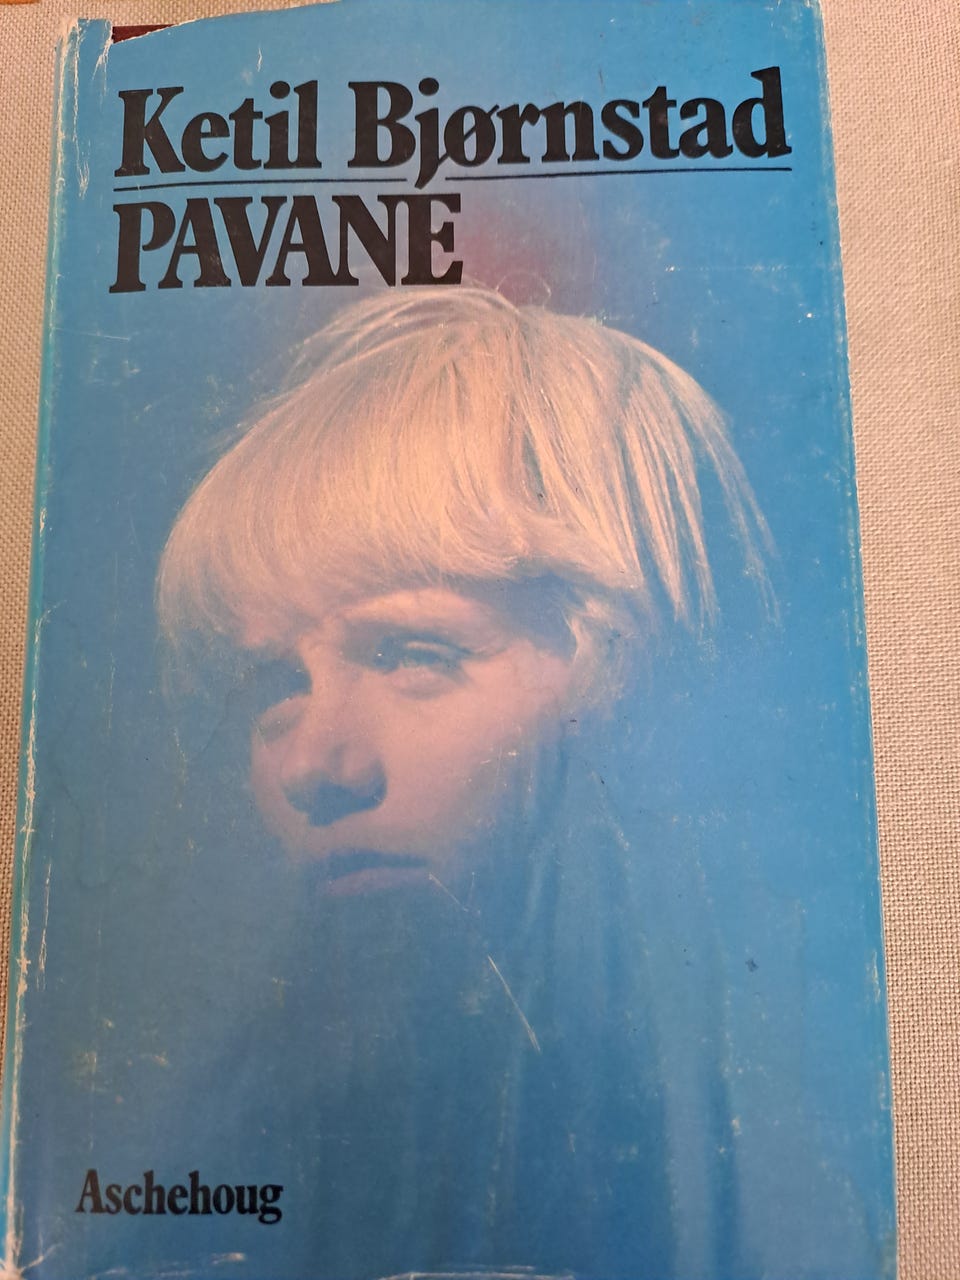 Ketil Bjørnstad
PAVANE
Aschehoug